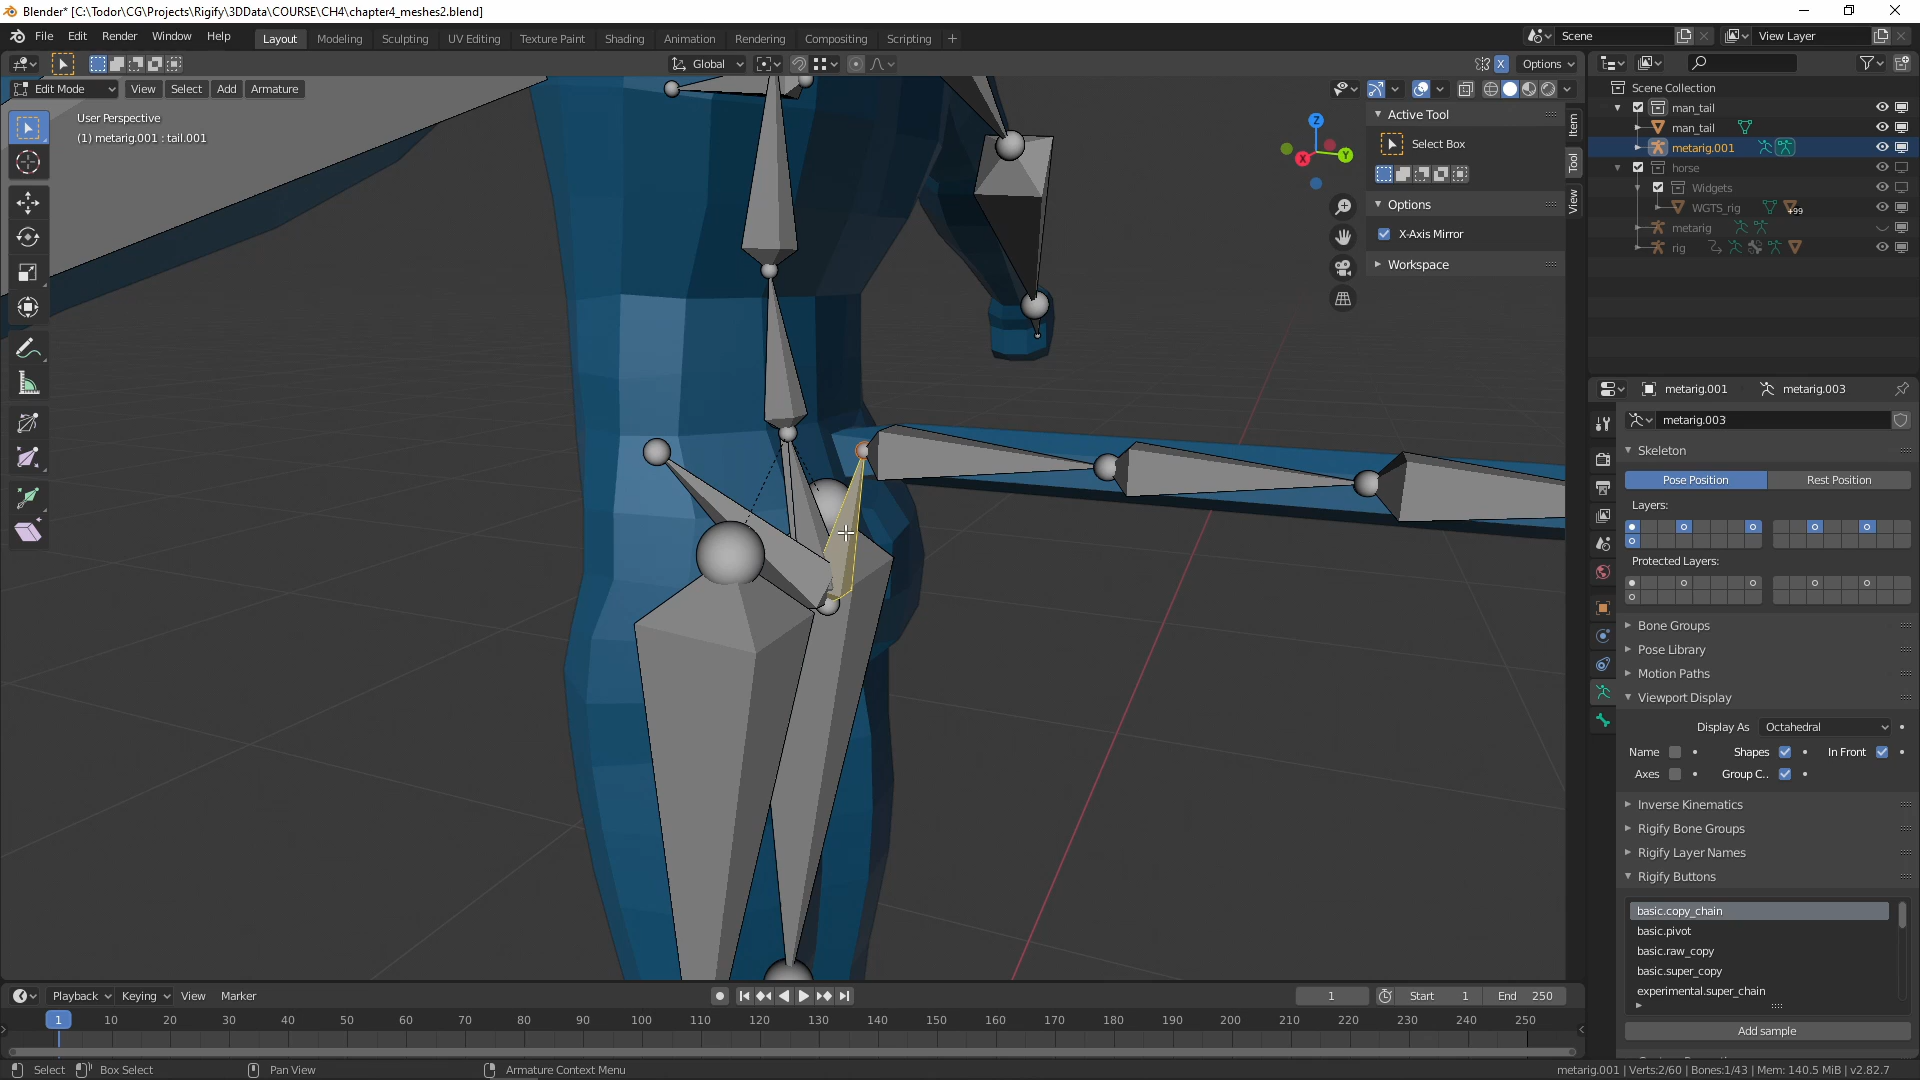 Blender* [C:\Todor\CG\Projects\Rigify\3DData\COURSE\CH4\chapter4_meshes2.blend]
File Edit Render Window Help Layout Modeling Sculpting UV Editing Texture Paint Shading Animation Rendering Compositing Scripting + Scene View Layer
Global X Options
Edit Mode View Select Add Armature
User Perspective
(1) metarig.001 : tail.001
Z
X Y
Active Tool
Select Box
Options
X-Axis Mirror
Workspace
Item
Tool
View
Scene Collection
man_tail
man_tail
metarig.001
horse
Widgets
WGTS_rig +99
metarig
rig
metarig.001 metarig.003
metarig.003
Skeleton
Pose Position Rest Position
Layers:
Protected Layers:
Bone Groups
Pose Library
Motion Paths
Viewport Display
Display As Octahedral
Name Shapes In Front
Axes Group C..
Inverse Kinematics
Rigify Bone Groups
Rigify Layer Names
Rigify Buttons
basic.copy_chain
basic.pivot
basic.raw_copy
basic.super_copy
experimental.super_chain
Add sample
Playback Keying View Marker 1 Start 1 End 250
1 10 20 30 40 50 60 70 80 90 100 110 120 130 140 150 160 170 180 190 200 210 220 230 240 250
Select Box Select Pan View Armature Context Menu metarig.001 | Verts:2/60 | Bones:1/43 | Mem: 140.5 MiB | v2.82.7